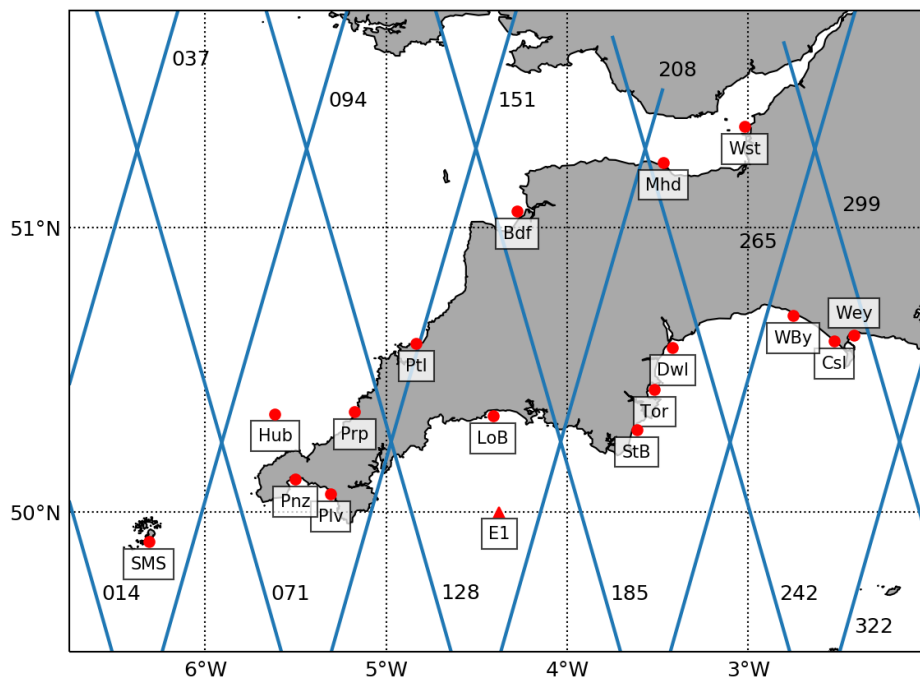 037
094
151
208
Wst
Mhd
299
Bdf
51°N
265
Wey
WBy
Csl
Ptl
Dwl
Tor
Hub
Prp
LoB
StB
Pnz
Plv
50°N
E1
SMS
014
071
128
185
242
322
6°W
5°W
4°W
3°W